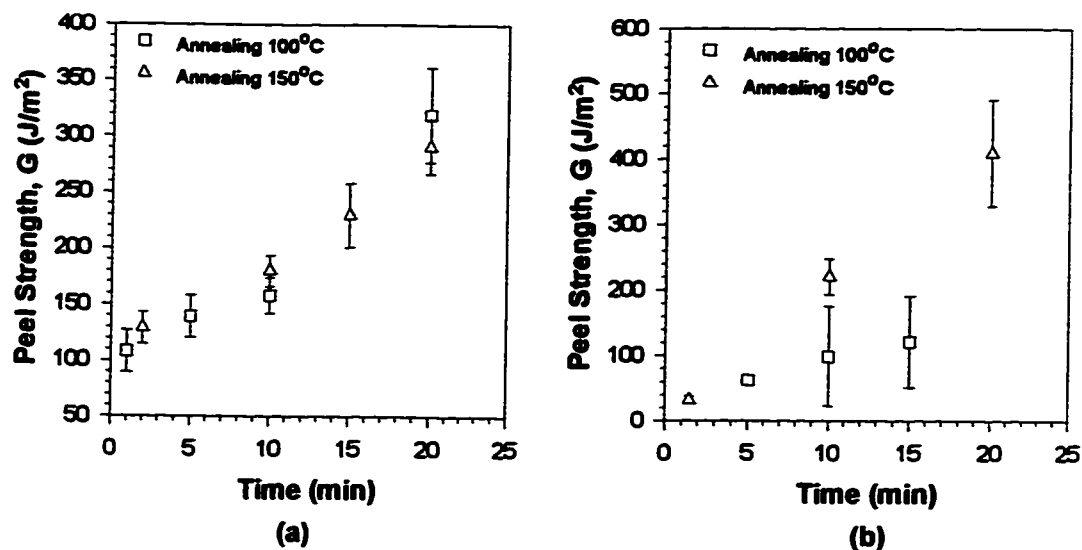 400
350
300
250
200
150
100
50
Peel Strength, G (J/m²)
Annealing 100°C
Annealing 150°C
0 5 10 15 20 25
Time (min)
(a)
600
500
400
300
200
100
0
Peel Strength, G (J/m²)
Annealing 100°C
Annealing 150°C
0 5 10 15 20 25
Time (min)
(b)